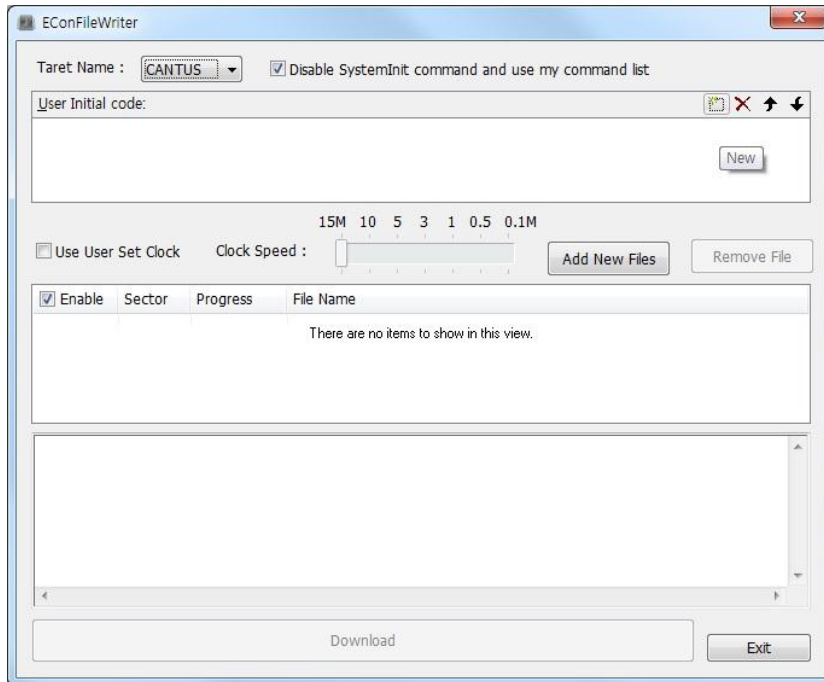 EConFileWriter
Taret Name : CANTUS Disable SystemInit command and use my command list
User Initial code:
New
15M 10 5 3 1 0.5 0.1M
Use User Set Clock Clock Speed : Add New Files Remove File
Enable Sector Progress File Name
There are no items to show in this view.
Download Exit